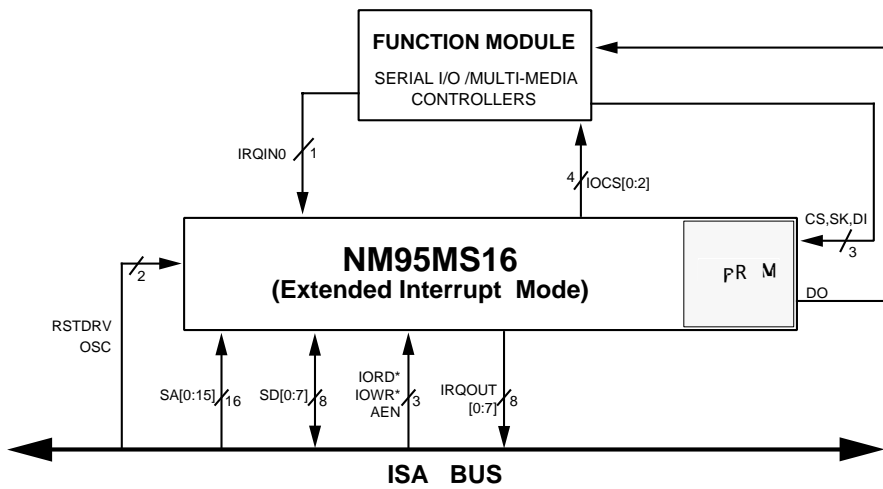 FUNCTION MODULE
SERIAL I/O /MULTI-MEDIA
CONTROLLERS
IRQIN0
1
4
IOCS[0:2]
CS,SK,DI
3
NM95MS16
(Extended Interrupt Mode)
2
DO
RSTDRV
OSC
SA[0:15]
16
SD[0:7]
8
IORD*
IOWR*
AEN
3
IRQOUT
[0:7]
8
ISA BUS